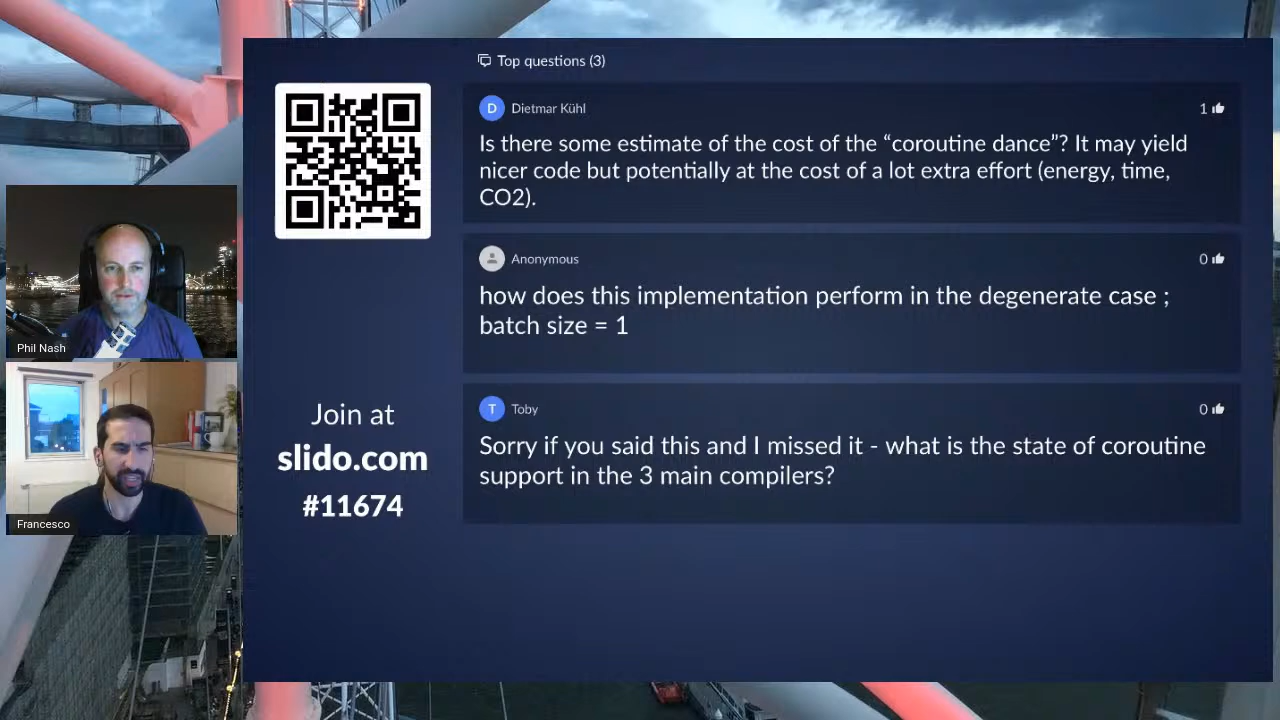 Top questions (3)
D Dietmar Kühl 1
Is there some estimate of the cost of the “coroutine dance”? It may yield
nicer code but potentially at the cost of a lot extra effort (energy, time,
CO2).
Anonymous 0
how does this implementation perform in the degenerate case ;
batch size = 1
T Toby 0
Sorry if you said this and I missed it - what is the state of coroutine
support in the 3 main compilers?
Join at
slido.com
#11674
Phil Nash
Francesco